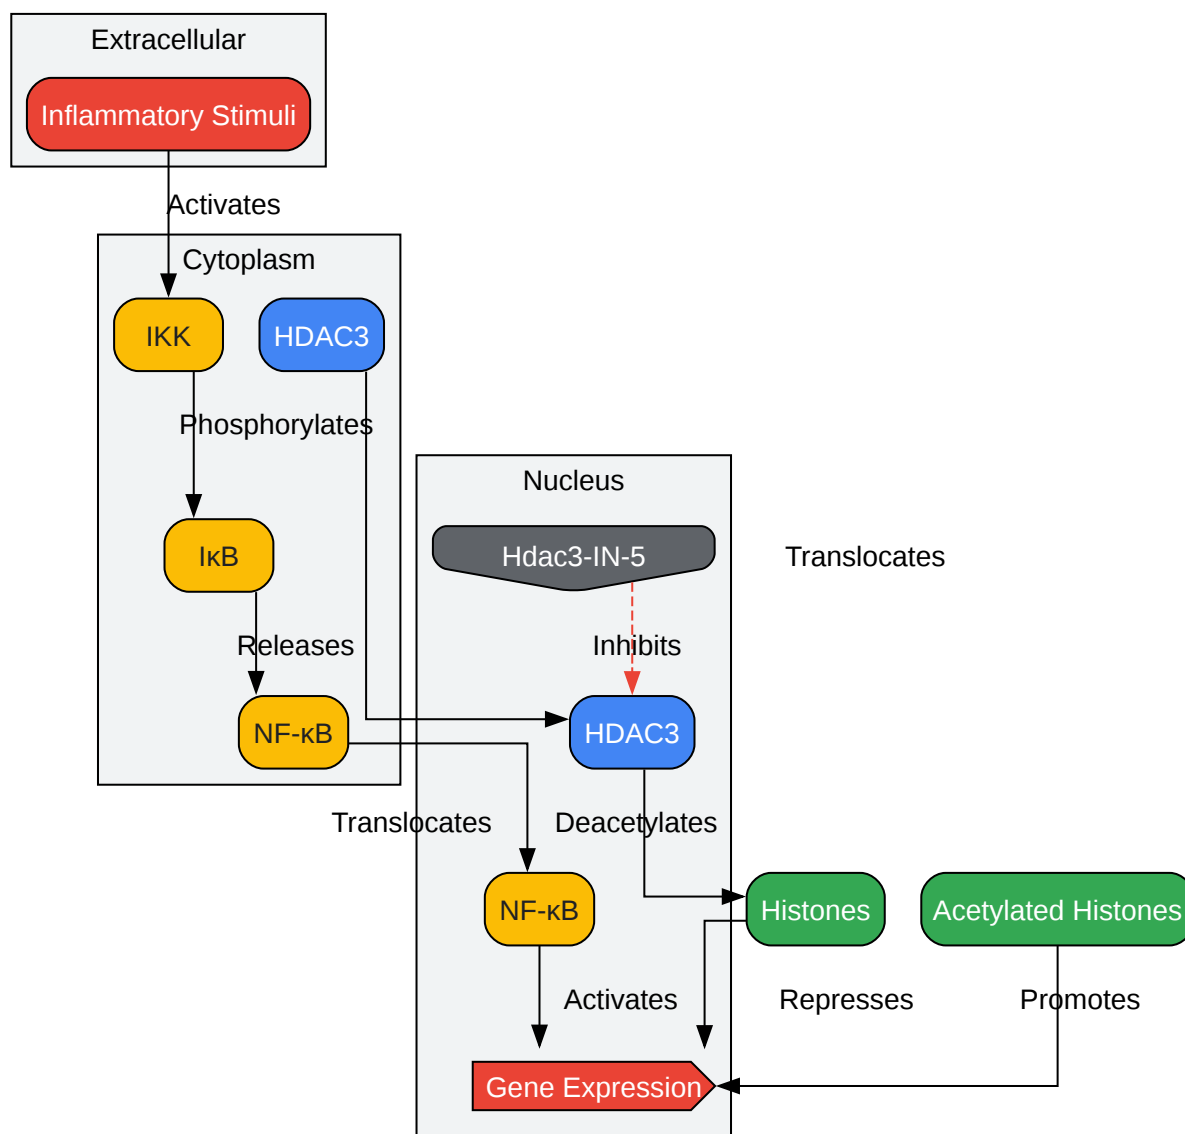 Extracellular
Inflammatory Stimuli
Activates
Cytoplasm
IKK
HDAC3
Phosphorylates
Nucleus
IκB
Hdac3-IN-5
Translocates
Releases
Inhibits
NF-κB
HDAC3
Translocates
Deacetylates
NF-κB
Histones
Acetylated Histones
Activates
Represses
Promotes
Gene Expression